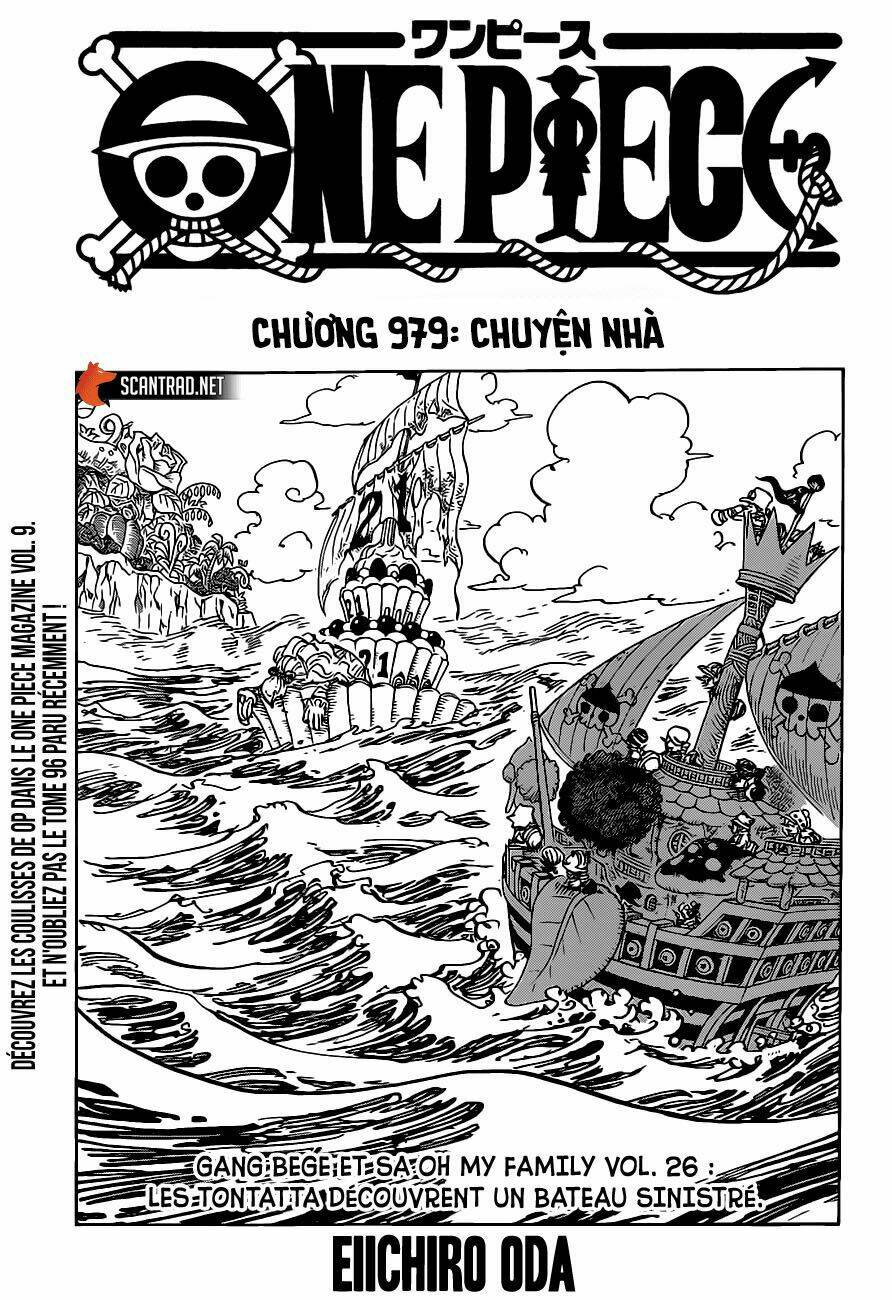 ワンピース
ONE PIECE
CHƯƠNG 979: CHUYỆN NHÀ
SCANTRAD.NET
DÉCOUVREZ LES COULISSES DE OP DANS LE ONE PIECE MAGAZINE VOL. 9.
ET N'OUBLIEZ PAS LE TOME 96 PARU RÉCEMMENT !
21
21
21
GANG BEGE ET SA OH MY FAMILY VOL. 26 :
LES TONTATTA DÉCOUVRENT UN BATEAU SINISTRÉ.
EIICHIRO ODA